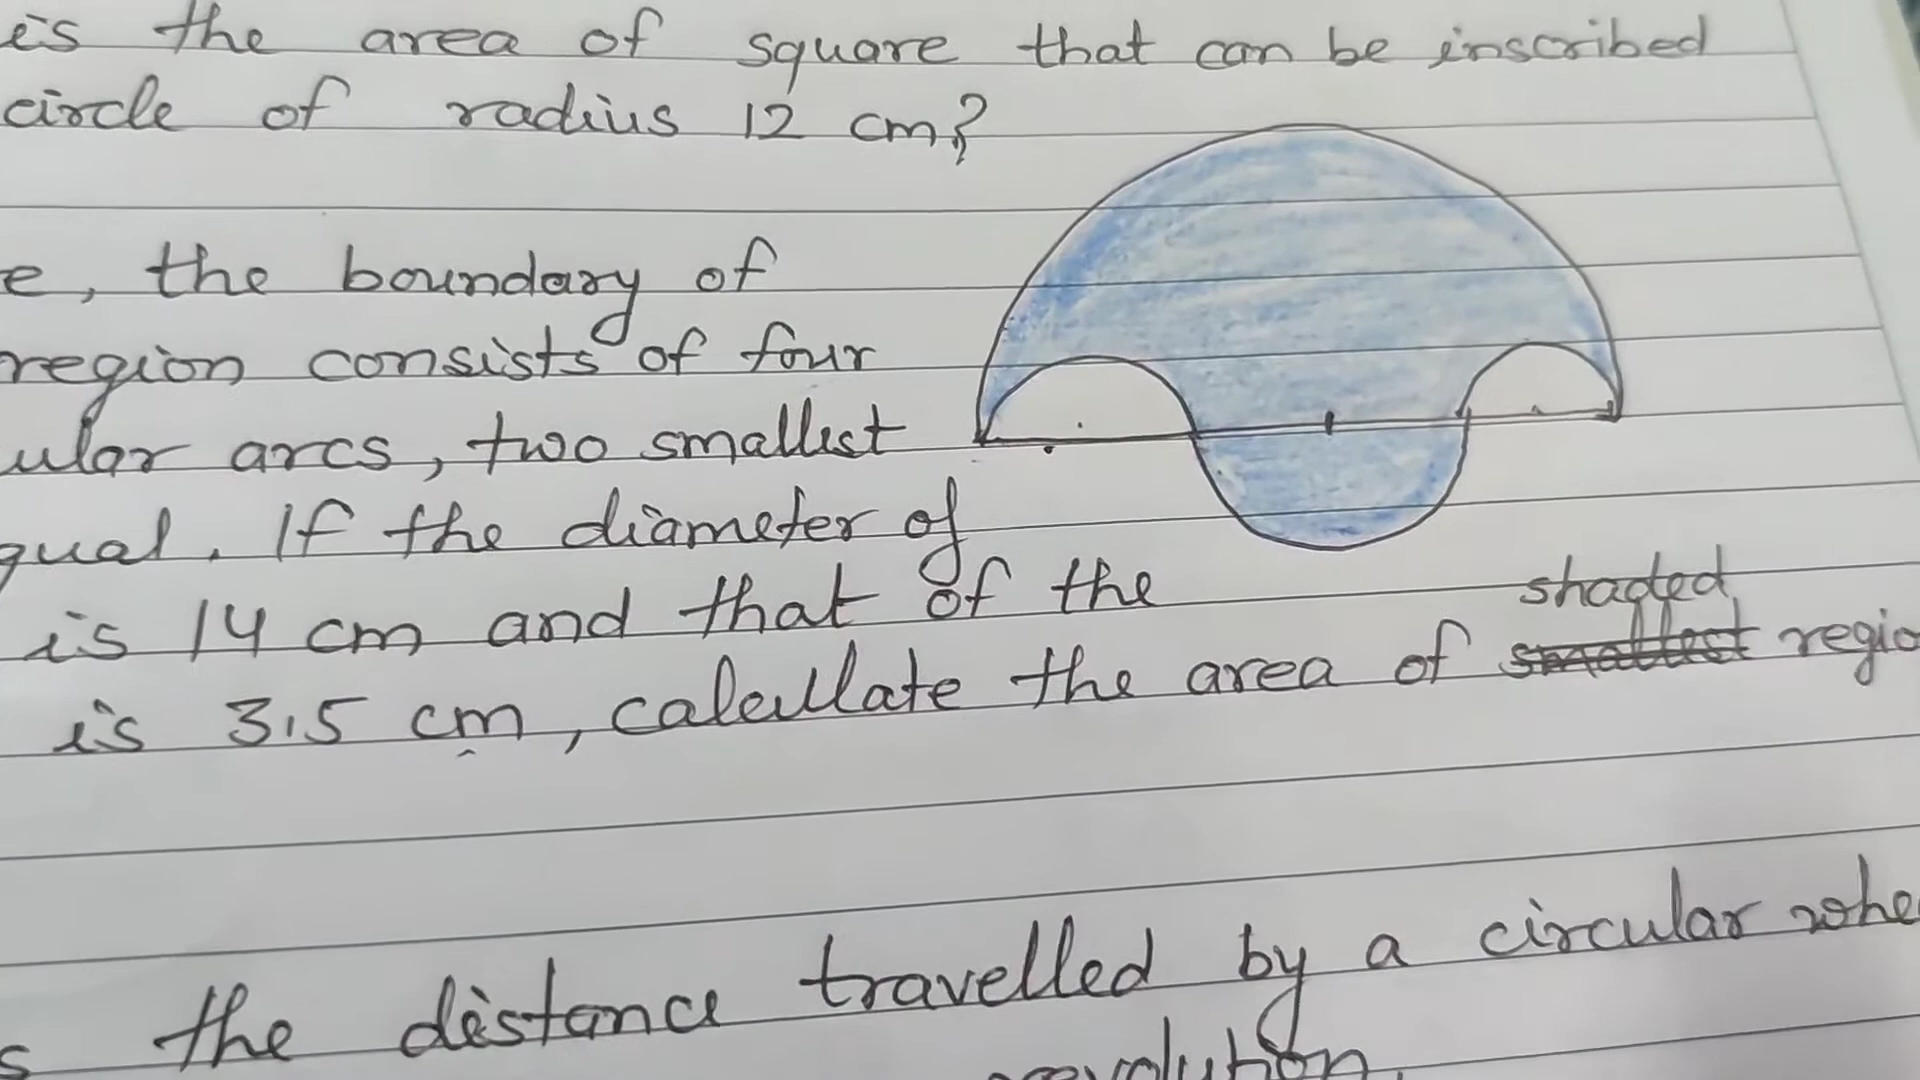 is the area of square that can be inscribed
circle of radius 12 cm?
e, the boundary of
region consists of four
ular arcs, two smallest
qual. If the diameter of
is 14 cm and that of the
shaded
is 3.5 cm, calculate the area of smallest regio
s the distance travelled by a circular whe
revolution.